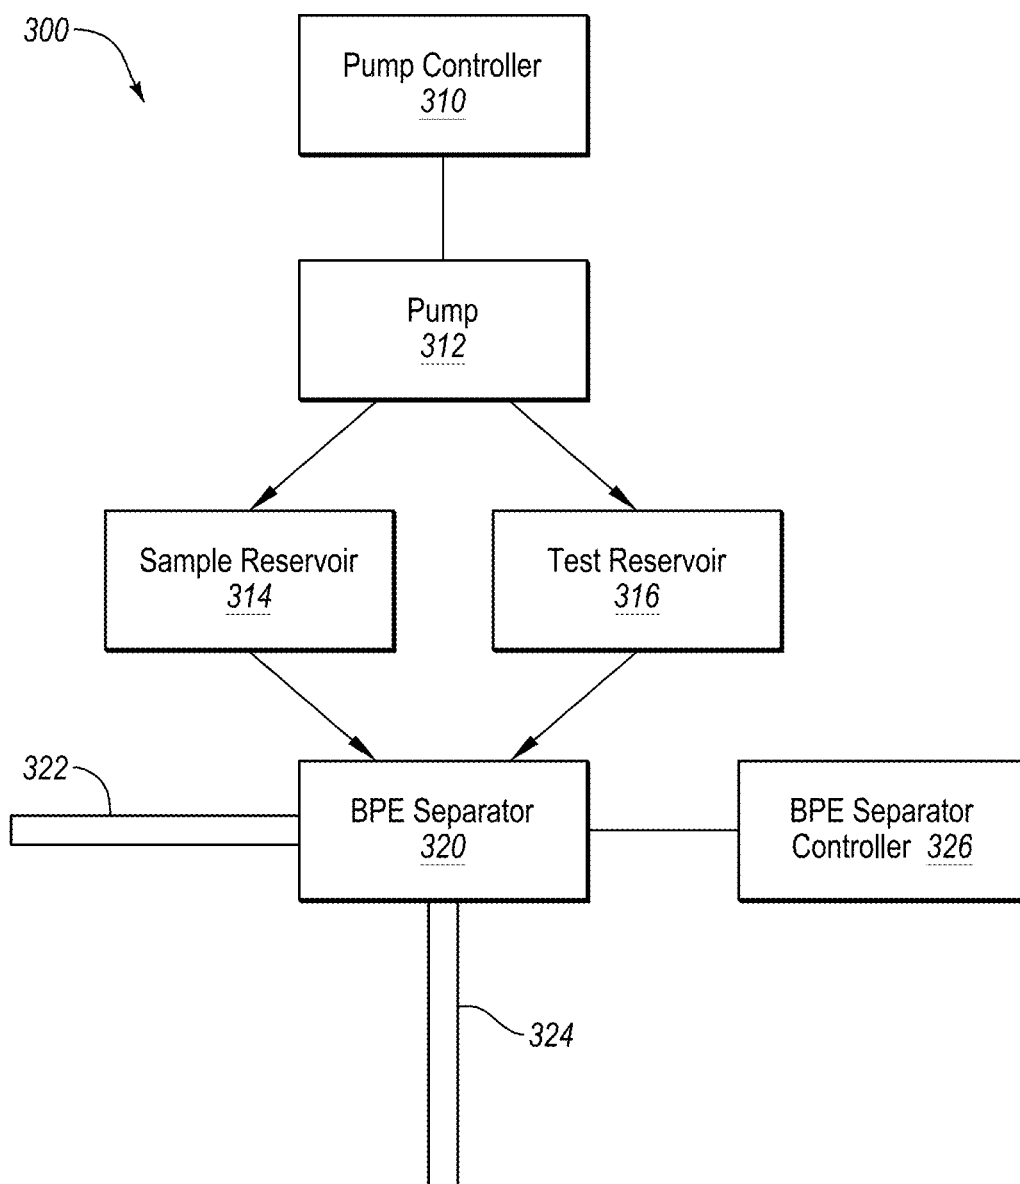 300
Pump Controller
310
Pump
312
Sample Reservoir
314
Test Reservoir
316
322
BPE Separator
320
BPE Separator
Controller 326
324